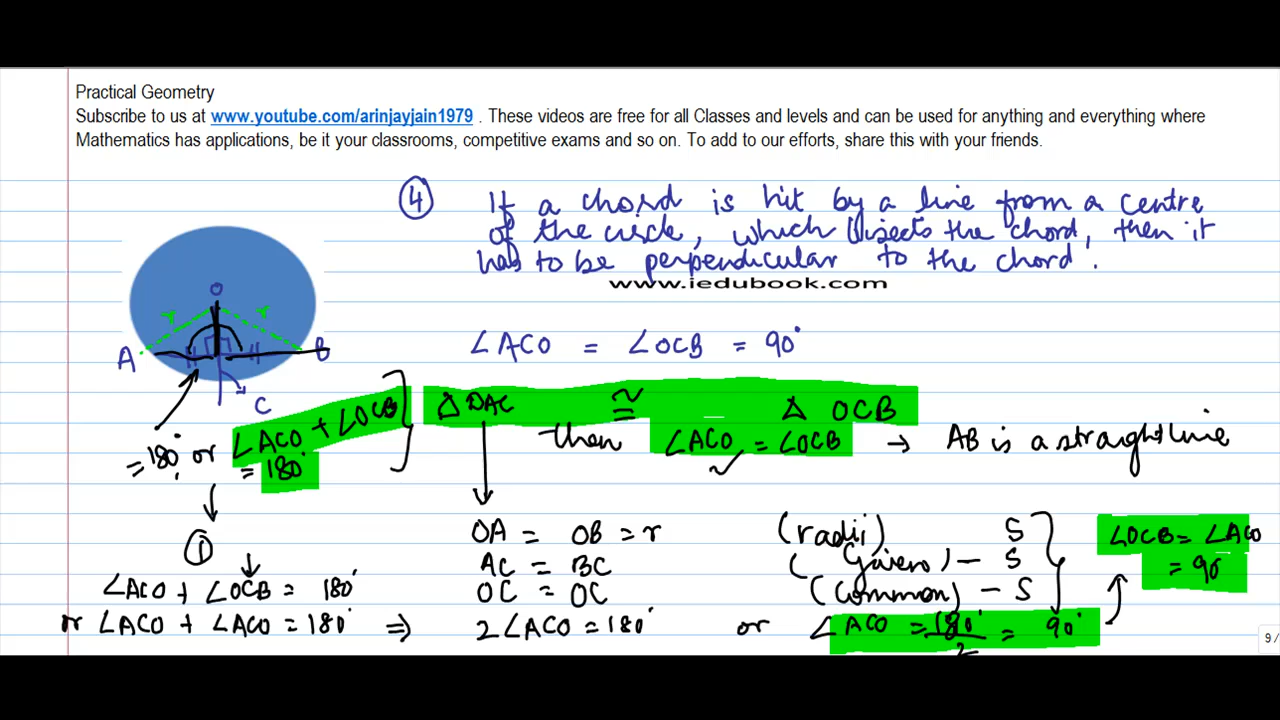 Practical Geometry
Subscribe to us at www.youtube.com/arinjayjain1979 . These videos are free for all Classes and levels and can be used for anything and everything where
Mathematics has applications, be it your classrooms, competitive exams and so on. To add to our efforts, share this with your friends.
④ If a chord is hit by a line from a centre
of the circle, which bisects the chord, then it
has to be perpendicular to the chord.
www.iedubook.com
O
r r
A B
C
∠ACO = ∠OCB = 90°
△ OAC ≅ △ OCB
then ∠ACO = ∠OCB → AB is a straight line
= 180° or ∠ACO + ∠OCB
= 180°
①
OA = OB = r (radii) S
AC = BC (Given) – S
OC = OC (Common) – S
∠OCB = ∠ACO
= 90
∠ACO + ∠OCB = 180°
or ∠ACO + ∠ACO = 180° ⇒ 2∠ACO = 180° or ∠ACO = 180°/2 = 90°
9/